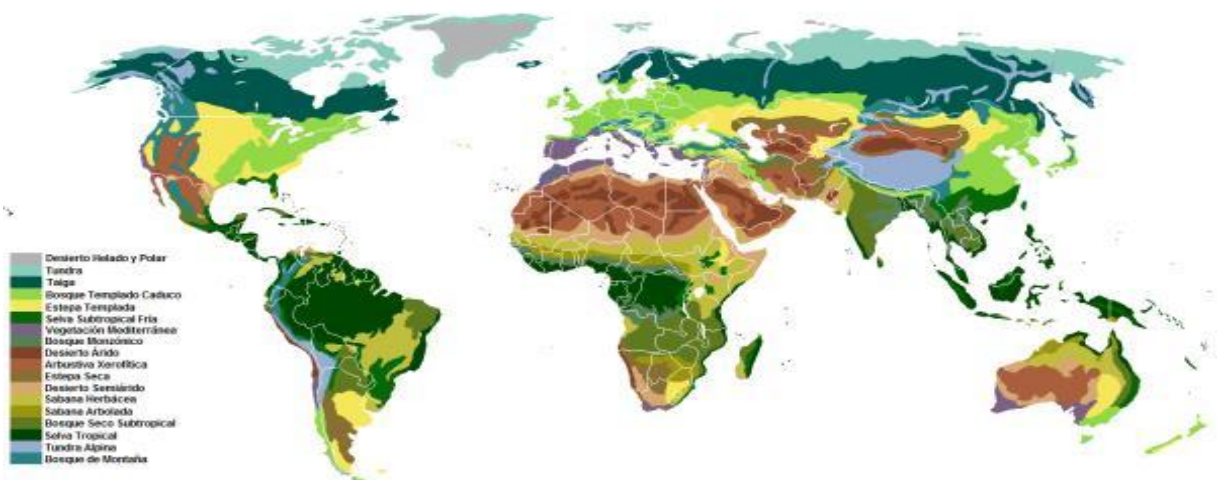 Desierto Helado y Polar
Tundra
Taiga
Bosque Templado Caduco
Estepa Templada
Selva Subtropical Fria
Vegetación Mediterránea
Bosque Monzónico
Desierto Árido
Arbustiva Xerofítica
Estepa Seca
Desierto Semiárido
Sabana Herbácea
Sabana Arbolada
Bosque Seco Subtropical
Selva Tropical
Tundra Alpina
Bosque de Montaña